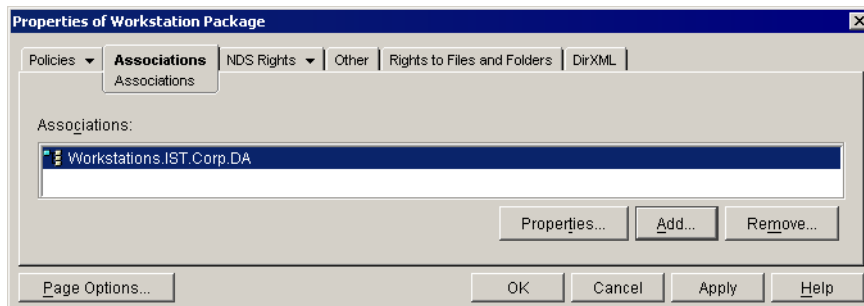 Properties of Workstation Package
Policies Associations NDS Rights Other Rights to Files and Folders DirXML
Associations
Associations:
Workstations.IST.Corp.DA
Properties... Add... Remove...
Page Options... OK Cancel Apply Help